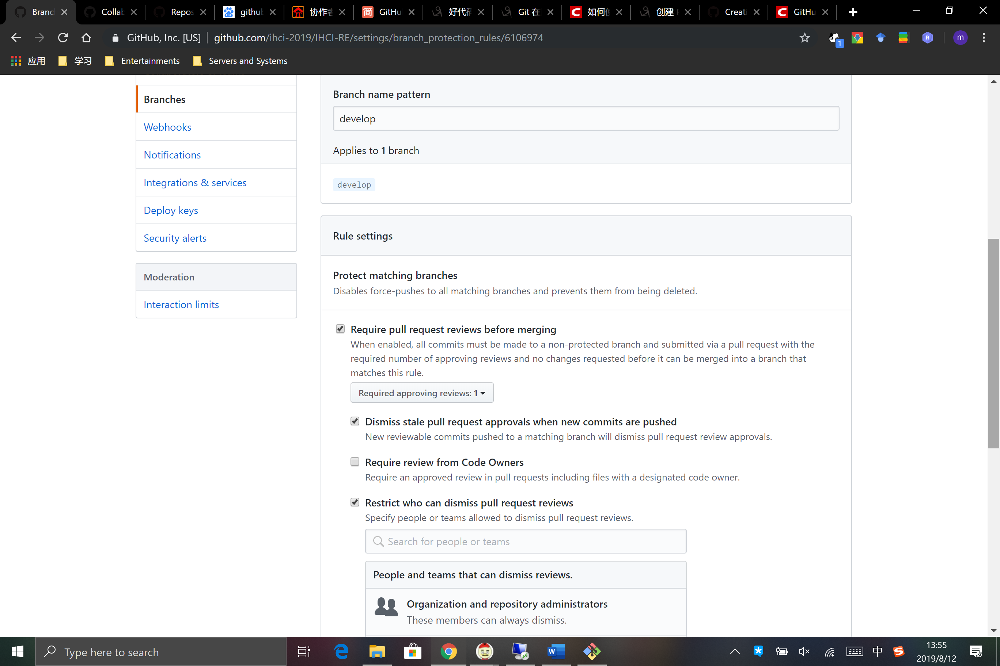 Branc
Collab
Repos
githu
协作
GitHu
好代
Git 在
如何
创建
Creati
GitHu
GitHub, Inc. [US]
github.com/ihci-2019/IHCI-RE/settings/branch_protection_rules/6106974
1
R
m
应用
学习
Entertainments
Servers and Systems
Branches
Webhooks
Notifications
Integrations & services
Deploy keys
Security alerts
Moderation
Interaction limits
Branch name pattern
develop
Applies to 1 branch
develop
Rule settings
Protect matching branches
Disables force-pushes to all matching branches and prevents them from being deleted.
Require pull request reviews before merging
When enabled, all commits must be made to a non-protected branch and submitted via a pull request with the
required number of approving reviews and no changes requested before it can be merged into a branch that
matches this rule.
Required approving reviews: 1
Dismiss stale pull request approvals when new commits are pushed
New reviewable commits pushed to a matching branch will dismiss pull request review approvals.
Require review from Code Owners
Require an approved review in pull requests including files with a designated code owner.
Restrict who can dismiss pull request reviews
Specify people or teams allowed to dismiss pull request reviews.
Search for people or teams
People and teams that can dismiss reviews.
Organization and repository administrators
These members can always dismiss.
Type here to search
中
13:55
2019/8/12